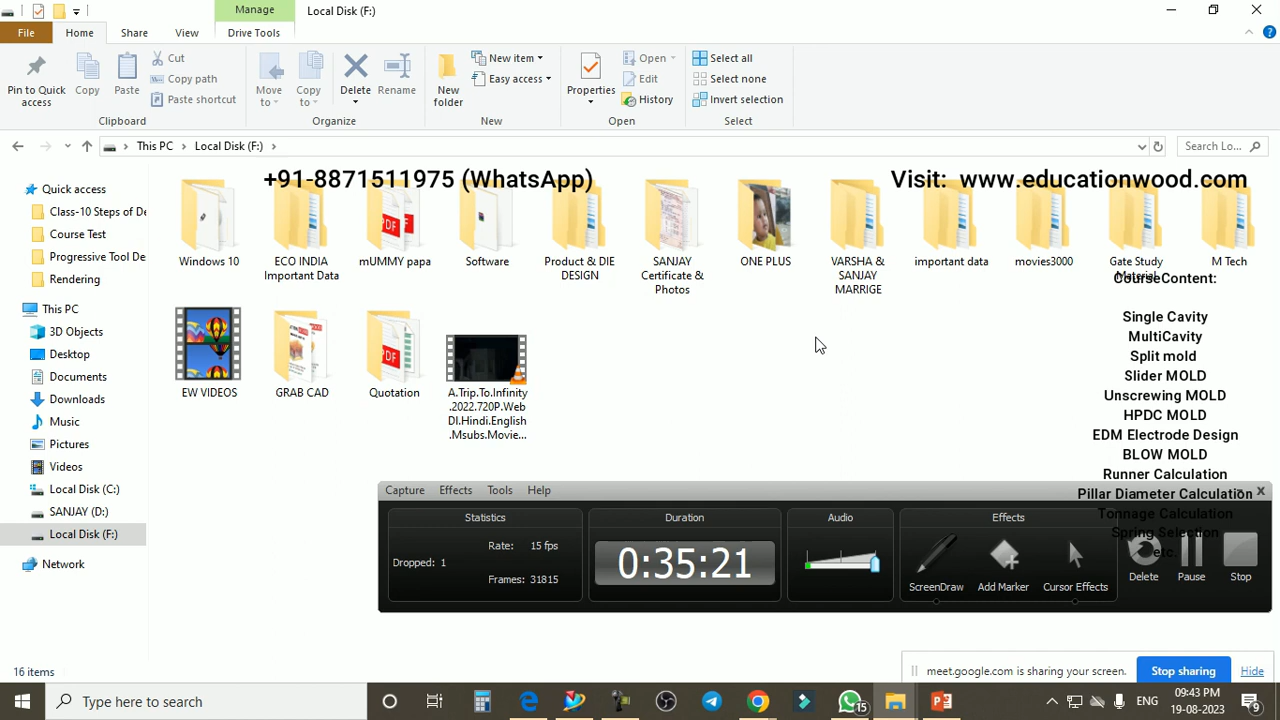 Manage
Local Disk (F:)
File
Home
Share
View
Drive Tools
Pin to Quick
access
Copy
Paste
Cut
Copy path
Paste shortcut
Clipboard
Move
to
Copy
to
Delete
Rename
Organize
New
folder
New item
Easy access
New
Properties
Open
Edit
History
Open
Select all
Select none
Invert selection
Select
This PC
Local Disk (F:)
Search Lo...
+91-8871511975 (WhatsApp)
Visit: www.educationwood.com
Quick access
Class-10 Steps of De
Course Test
Progressive Tool De
Rendering
This PC
3D Objects
Desktop
Documents
Downloads
Music
Pictures
Videos
Local Disk (C:)
SANJAY (D:)
Local Disk (F:)
Network
Windows 10
ECO INDIA
Important Data
mUMMY papa
Software
Product & DIE
DESIGN
SANJAY
Certificate &
Photos
ONE PLUS
VARSHA &
SANJAY
MARRIGE
important data
movies3000
Gate Study
Material
M Tech
EW VIDEOS
GRAB CAD
Quotation
A.Trip.To.Infinity
.2022.720P.Web
Dl.Hindi.English
.Msubs.Movie...
CourseContent:
Single Cavity
MultiCavity
Split mold
Slider MOLD
Unscrewing MOLD
HPDC MOLD
EDM Electrode Design
BLOW MOLD
Runner Calculation
Pillar Diameter Calculation
Tonnage Calculation
Spring Selection
etc.
Capture
Effects
Tools
Help
Statistics
Dropped: 1
Rate: 15 fps
Frames: 31815
Duration
0:35:21
Audio
Effects
ScreenDraw
Add Marker
Cursor Effects
Delete
Pause
Stop
16 items
meet.google.com is sharing your screen.
Stop sharing
Hide
Type here to search
15
ENG
09:43 PM
19-08-2023
9